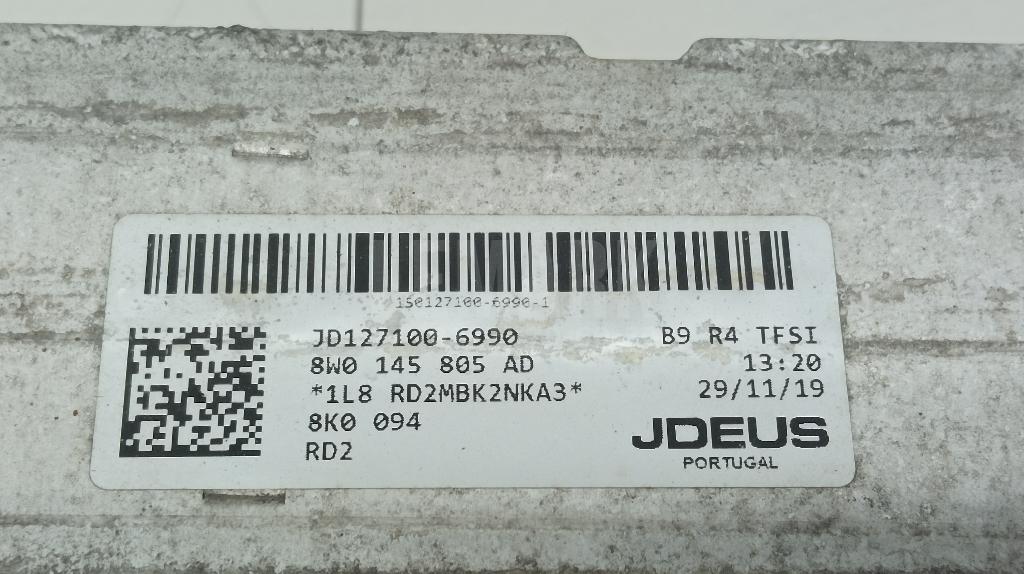 150127100-6990-1
JD127100-6990
8W0 145 805 AD
*1L8 RD2MBK2NKA3*
8K0 094
RD2
B9 R4 TFSI
13:20
29/11/19
JDEUS
PORTUGAL